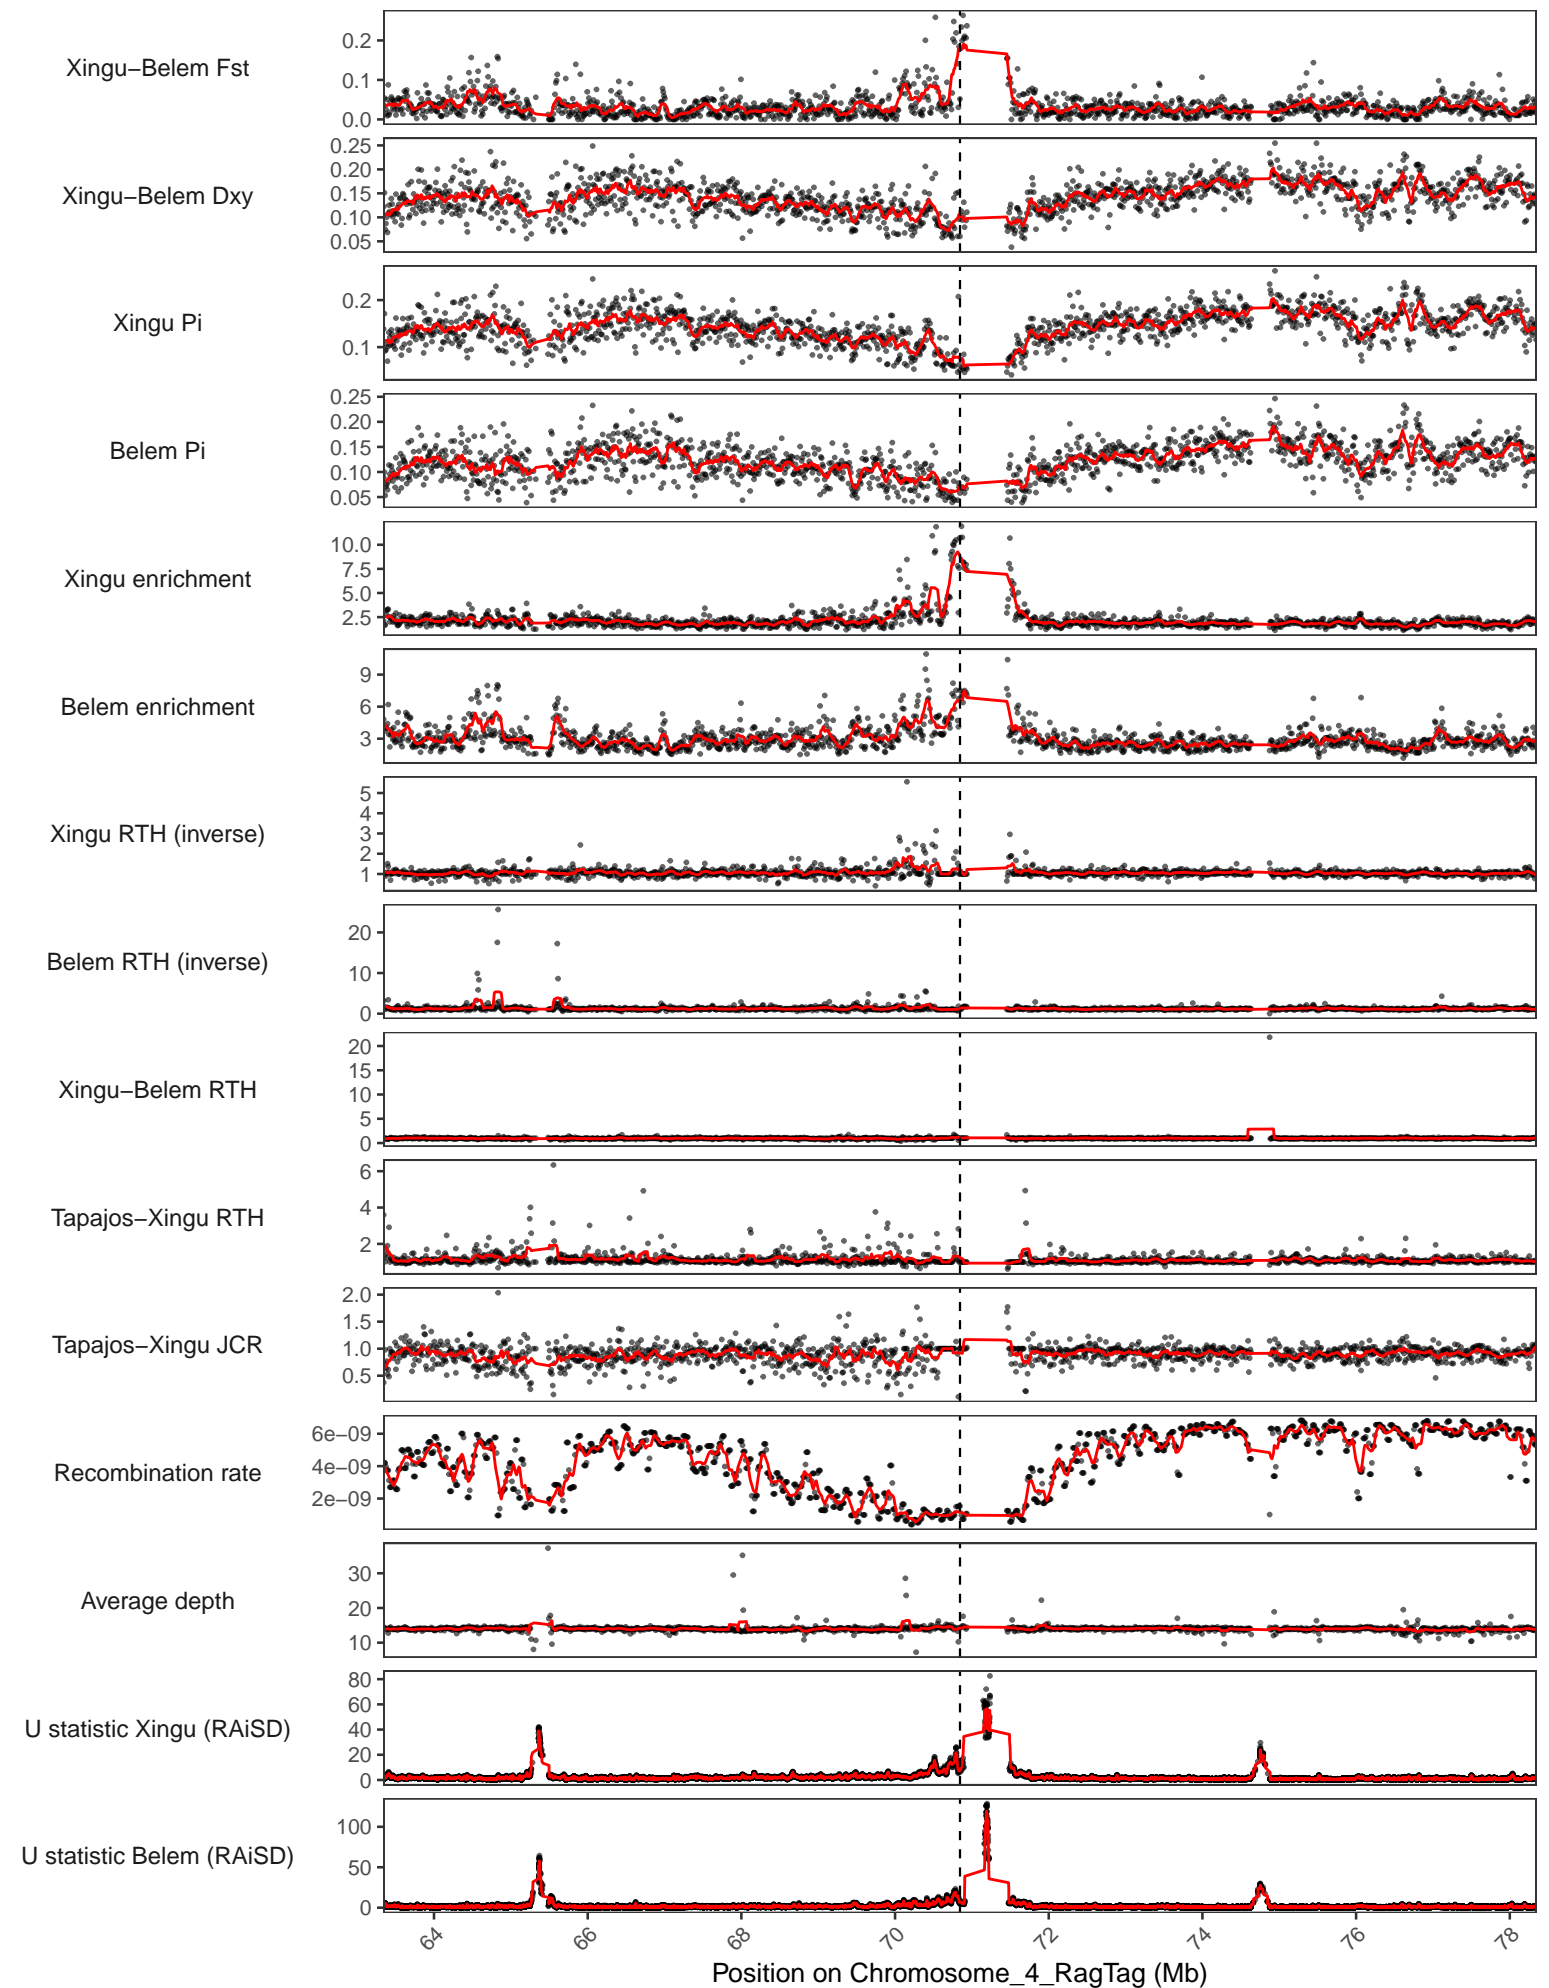 Xingu−Belem Fst
0.2
0.1
0.0
Xingu−Belem Dxy
0.25
0.20
0.15
0.10
0.05
Xingu Pi
0.2
0.1
Belem Pi
0.25
0.20
0.15
0.10
0.05
Xingu enrichment
10.0
7.5
5.0
2.5
Belem enrichment
9
6
3
Xingu RTH (inverse)
5
4
3
2
1
Belem RTH (inverse)
20
10
0
Xingu−Belem RTH
20
15
10
5
0
Tapajos−Xingu RTH
6
4
2
Tapajos−Xingu JCR
2.0
1.5
1.0
0.5
Recombination rate
6e−09
4e−09
2e−09
Average depth
30
20
10
U statistic Xingu (RAiSD)
80
60
40
20
0
U statistic Belem (RAiSD)
100
50
0
64 66 68 70 72 74 76 78
Position on Chromosome_4_RagTag (Mb)